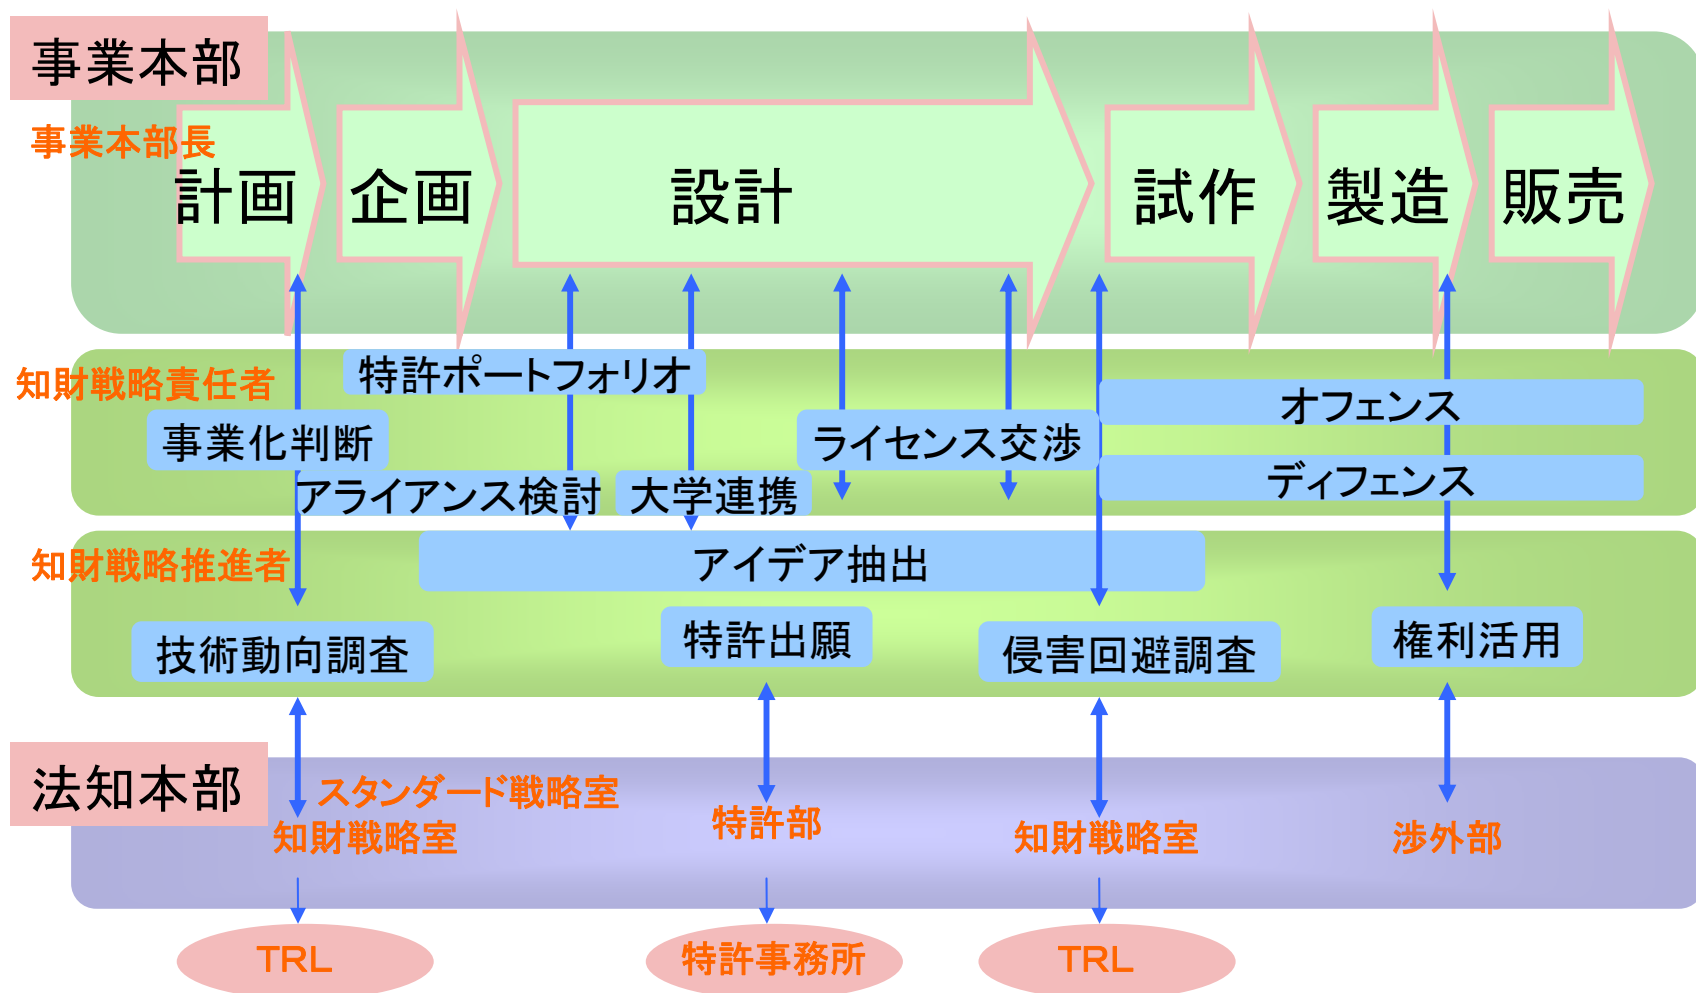 事業本部
事業本部長
計画
企画
設計
試作
製造
販売
知財戦略責任者
特許ポートフォリオ
事業化判断
ライセンス交渉
オフェンス
アライアンス検討
大学連携
ディフェンス
知財戦略推進者
アイデア抽出
技術動向調査
特許出願
侵害回避調査
権利活用
法知本部
スタンダード戦略室
知財戦略室
特許部
知財戦略室
渉外部
TRL
特許事務所
TRL